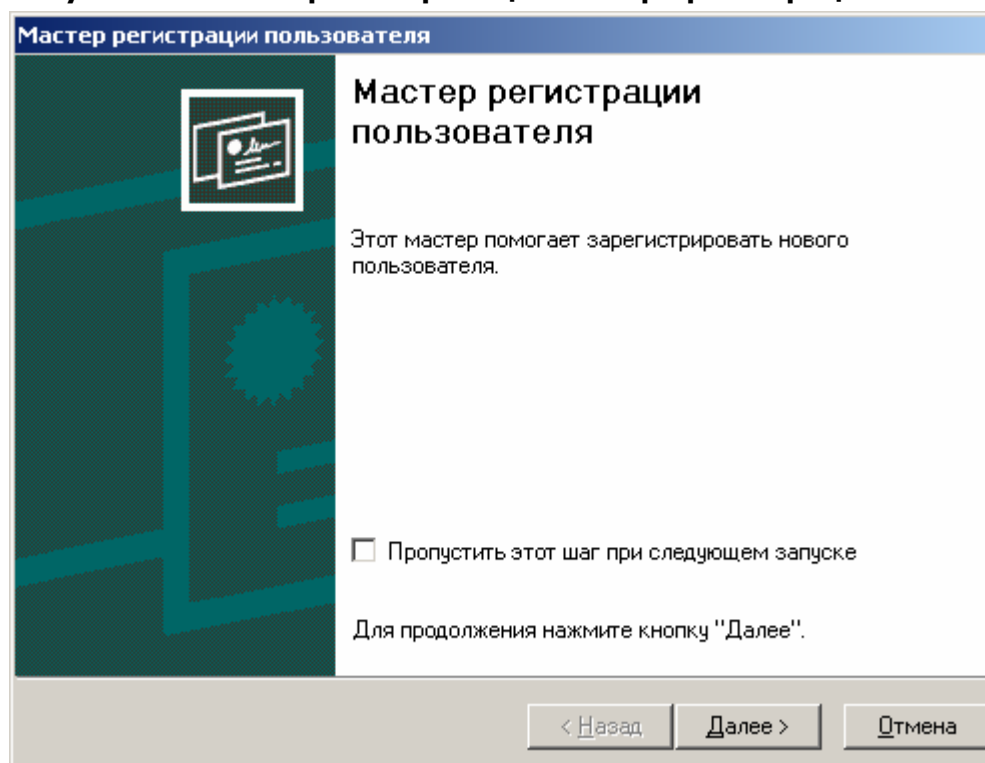 Мастер регистрации пользователя
Мастер регистрации
пользователя
Этот мастер помогает зарегистрировать нового
пользователя.
Пропустить этот шаг при следующем запуске
Для продолжения нажмите кнопку "Далее".
< Назад
Далее >
Отмена